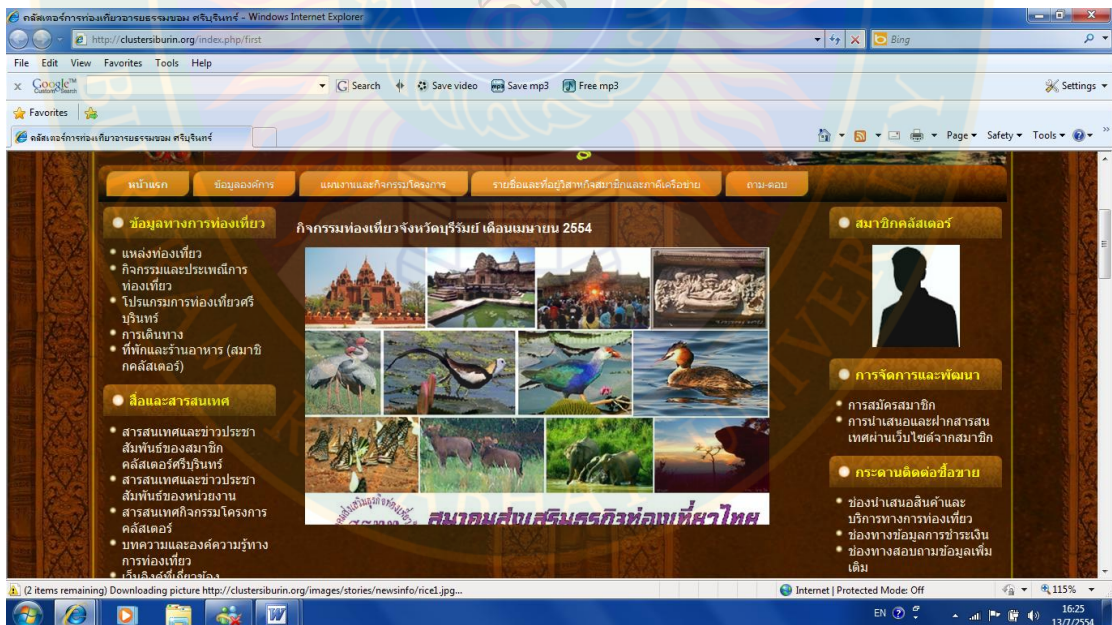 คลัสเตอร์การท่องเที่ยวอารยธรรมขอม ศรีบุรินทร์ - Windows Internet Explorer
http://clustersiburin.org/index.php/first
Bing
File Edit View Favorites Tools Help
x Google™ Custom Search
Search Save video Save mp3 Free mp3 Settings
Favorites
คลัสเตอร์การท่องเที่ยวอารยธรรมขอม ศรีบุรินทร์
Page Safety Tools
หน้าแรก ข้อมูลองค์การ แผนงานและกิจกรรมโครงการ รายชื่อและที่อยู่วิสาหกิจสมาชิกและภาคีเครือข่าย ถาม-ตอบ
ข้อมูลทางการท่องเที่ยว
แหล่งท่องเที่ยว
กิจกรรมและประเพณีการ
ท่องเที่ยว
โปรแกรมการท่องเที่ยวศรี
บุรินทร์
การเดินทาง
ที่พักและร้านอาหาร (สมาชิ
กคลัสเตอร์)
สื่อและสารสนเทศ
สารสนเทศและข่าวประชา
สัมพันธ์ของสมาชิก
คลัสเตอร์ศรีบุรินทร์
สารสนเทศและข่าวประชา
สัมพันธ์ของหน่วยงาน
สารสนเทศกิจกรรมโครงการ
คลัสเตอร์
บทความและองค์ความรู้ทาง
การท่องเที่ยว
เว็บลิงค์ที่เกี่ยวข้อง
กิจกรรมท่องเที่ยวจังหวัดบุรีรัมย์ เดือนเมษายน 2554
สมาคมส่งเสริมธุรกิจท่องเที่ยวไทย
สมาชิกคลัสเตอร์
การจัดการและพัฒนา
การสมัครสมาชิก
การนำเสนอและฝากสารสน
เทศผ่านเว็บไซต์จากสมาชิก
กระดานติดต่อซื้อขาย
ช่องนำเสนอสินค้าและ
บริการทางการท่องเที่ยว
ช่องทางข้อมูลการชำระเงิน
ช่องทางสอบถามข้อมูลเพิ่ม
เติม
(2 items remaining) Downloading picture http://clustersiburin.org/images/stories/newsinfo/rice1.jpg...
Internet | Protected Mode: Off 115%
EN 16:25
13/7/2554